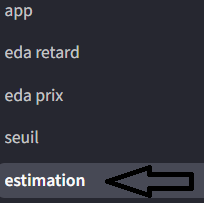 app
eda retard
eda prix
seuil
estimation